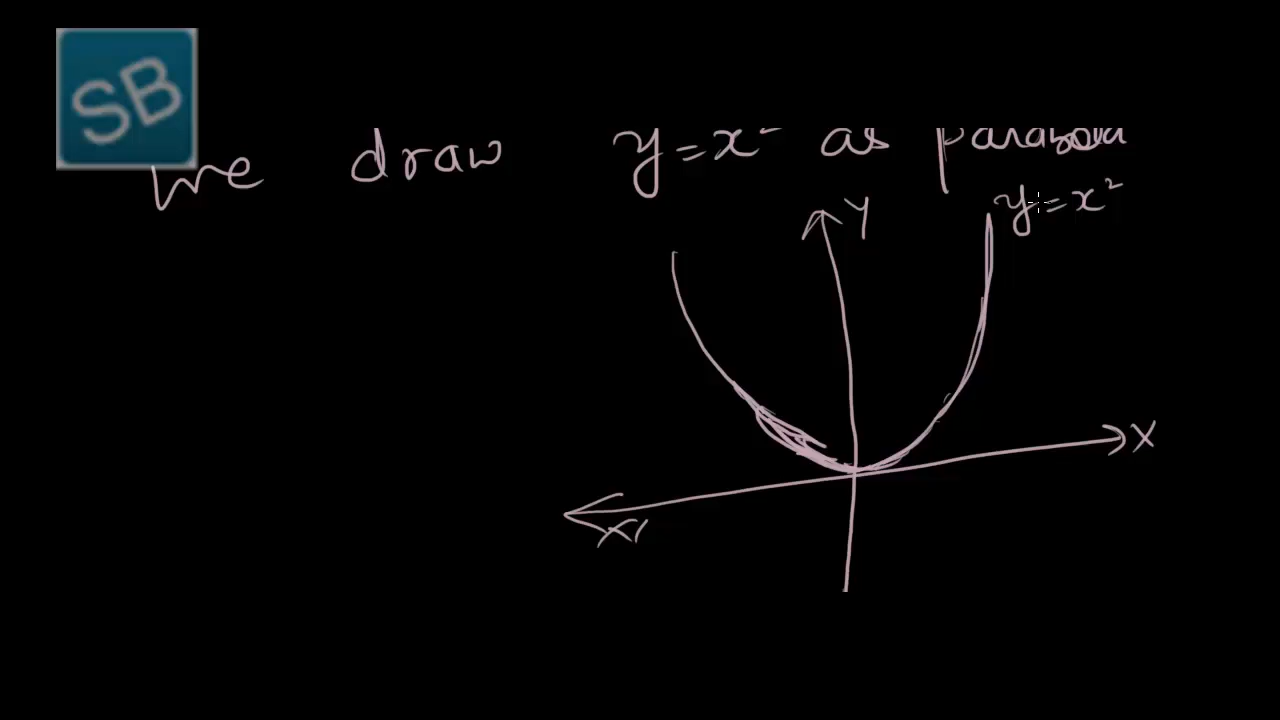 SB
We draw y=x² as parabola
y=x²
Y
X
X'